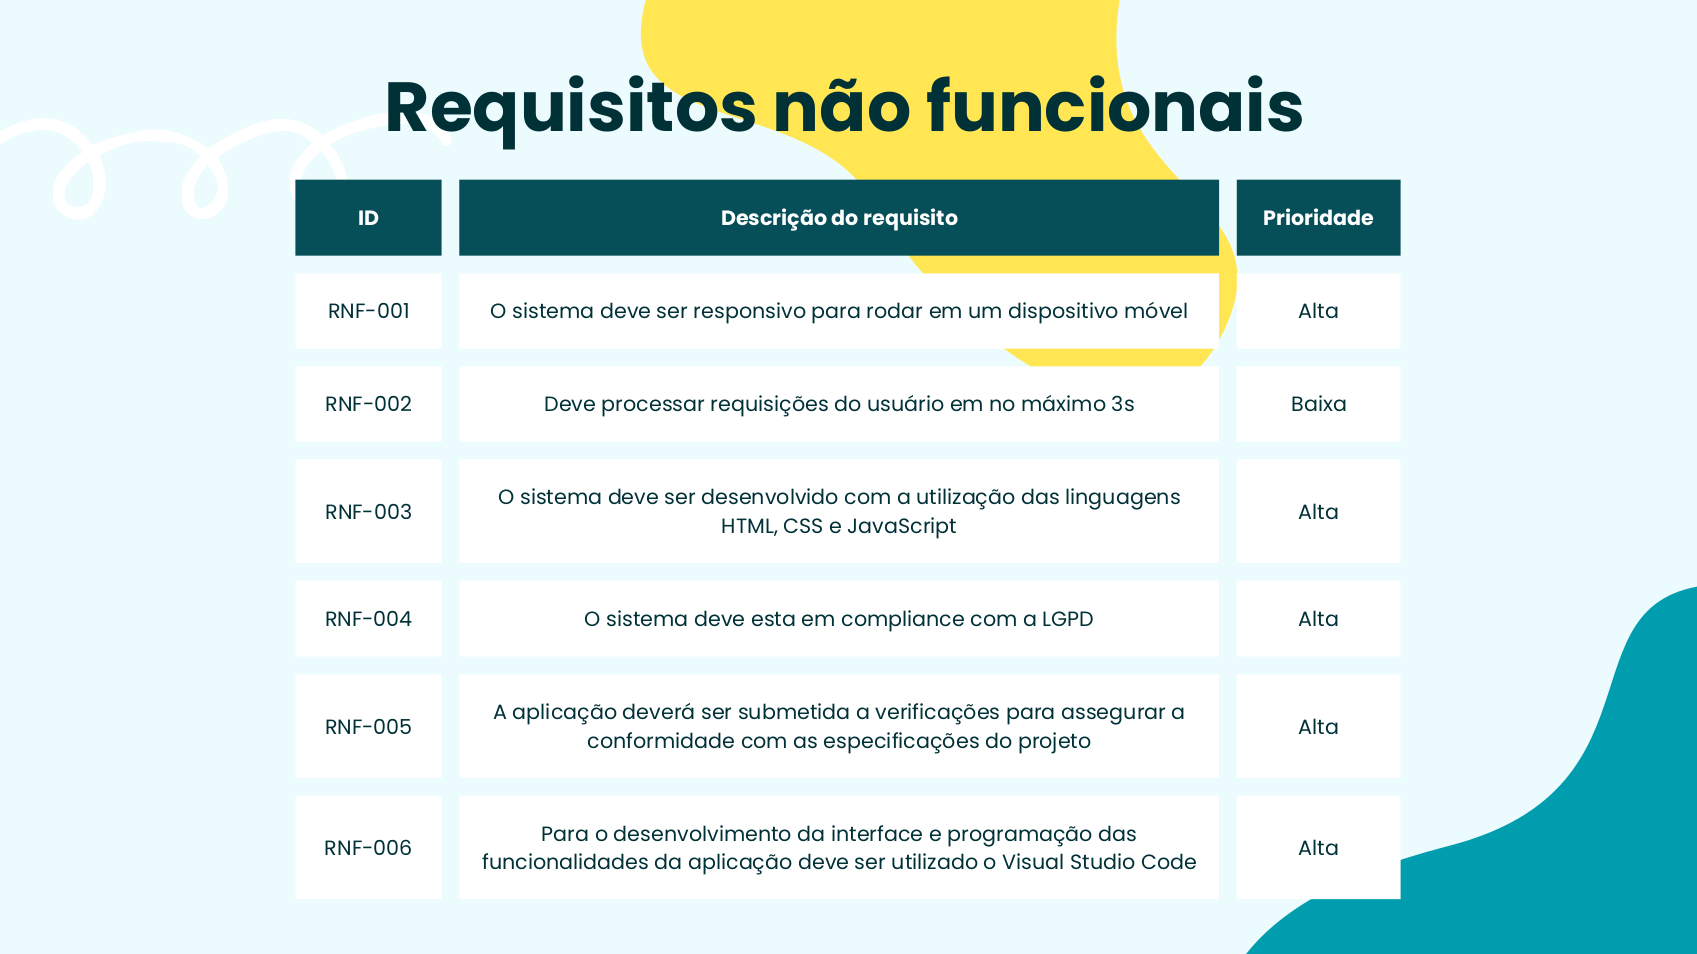 Requisitos não funcionais
ID
Descrição do requisito
Prioridade
RNF-001
O sistema deve ser responsivo para rodar em um dispositivo móvel
Alta
RNF-002
Deve processar requisições do usuário em no máximo 3s
Baixa
RNF-003
O sistema deve ser desenvolvido com a utilização das linguagens
HTML, CSS e JavaScript
Alta
RNF-004
O sistema deve esta em compliance com a LGPD
Alta
RNF-005
A aplicação deverá ser submetida a verificações para assegurar a
conformidade com as especificações do projeto
Alta
RNF-006
Para o desenvolvimento da interface e programação das
funcionalidades da aplicação deve ser utilizado o Visual Studio Code
Alta